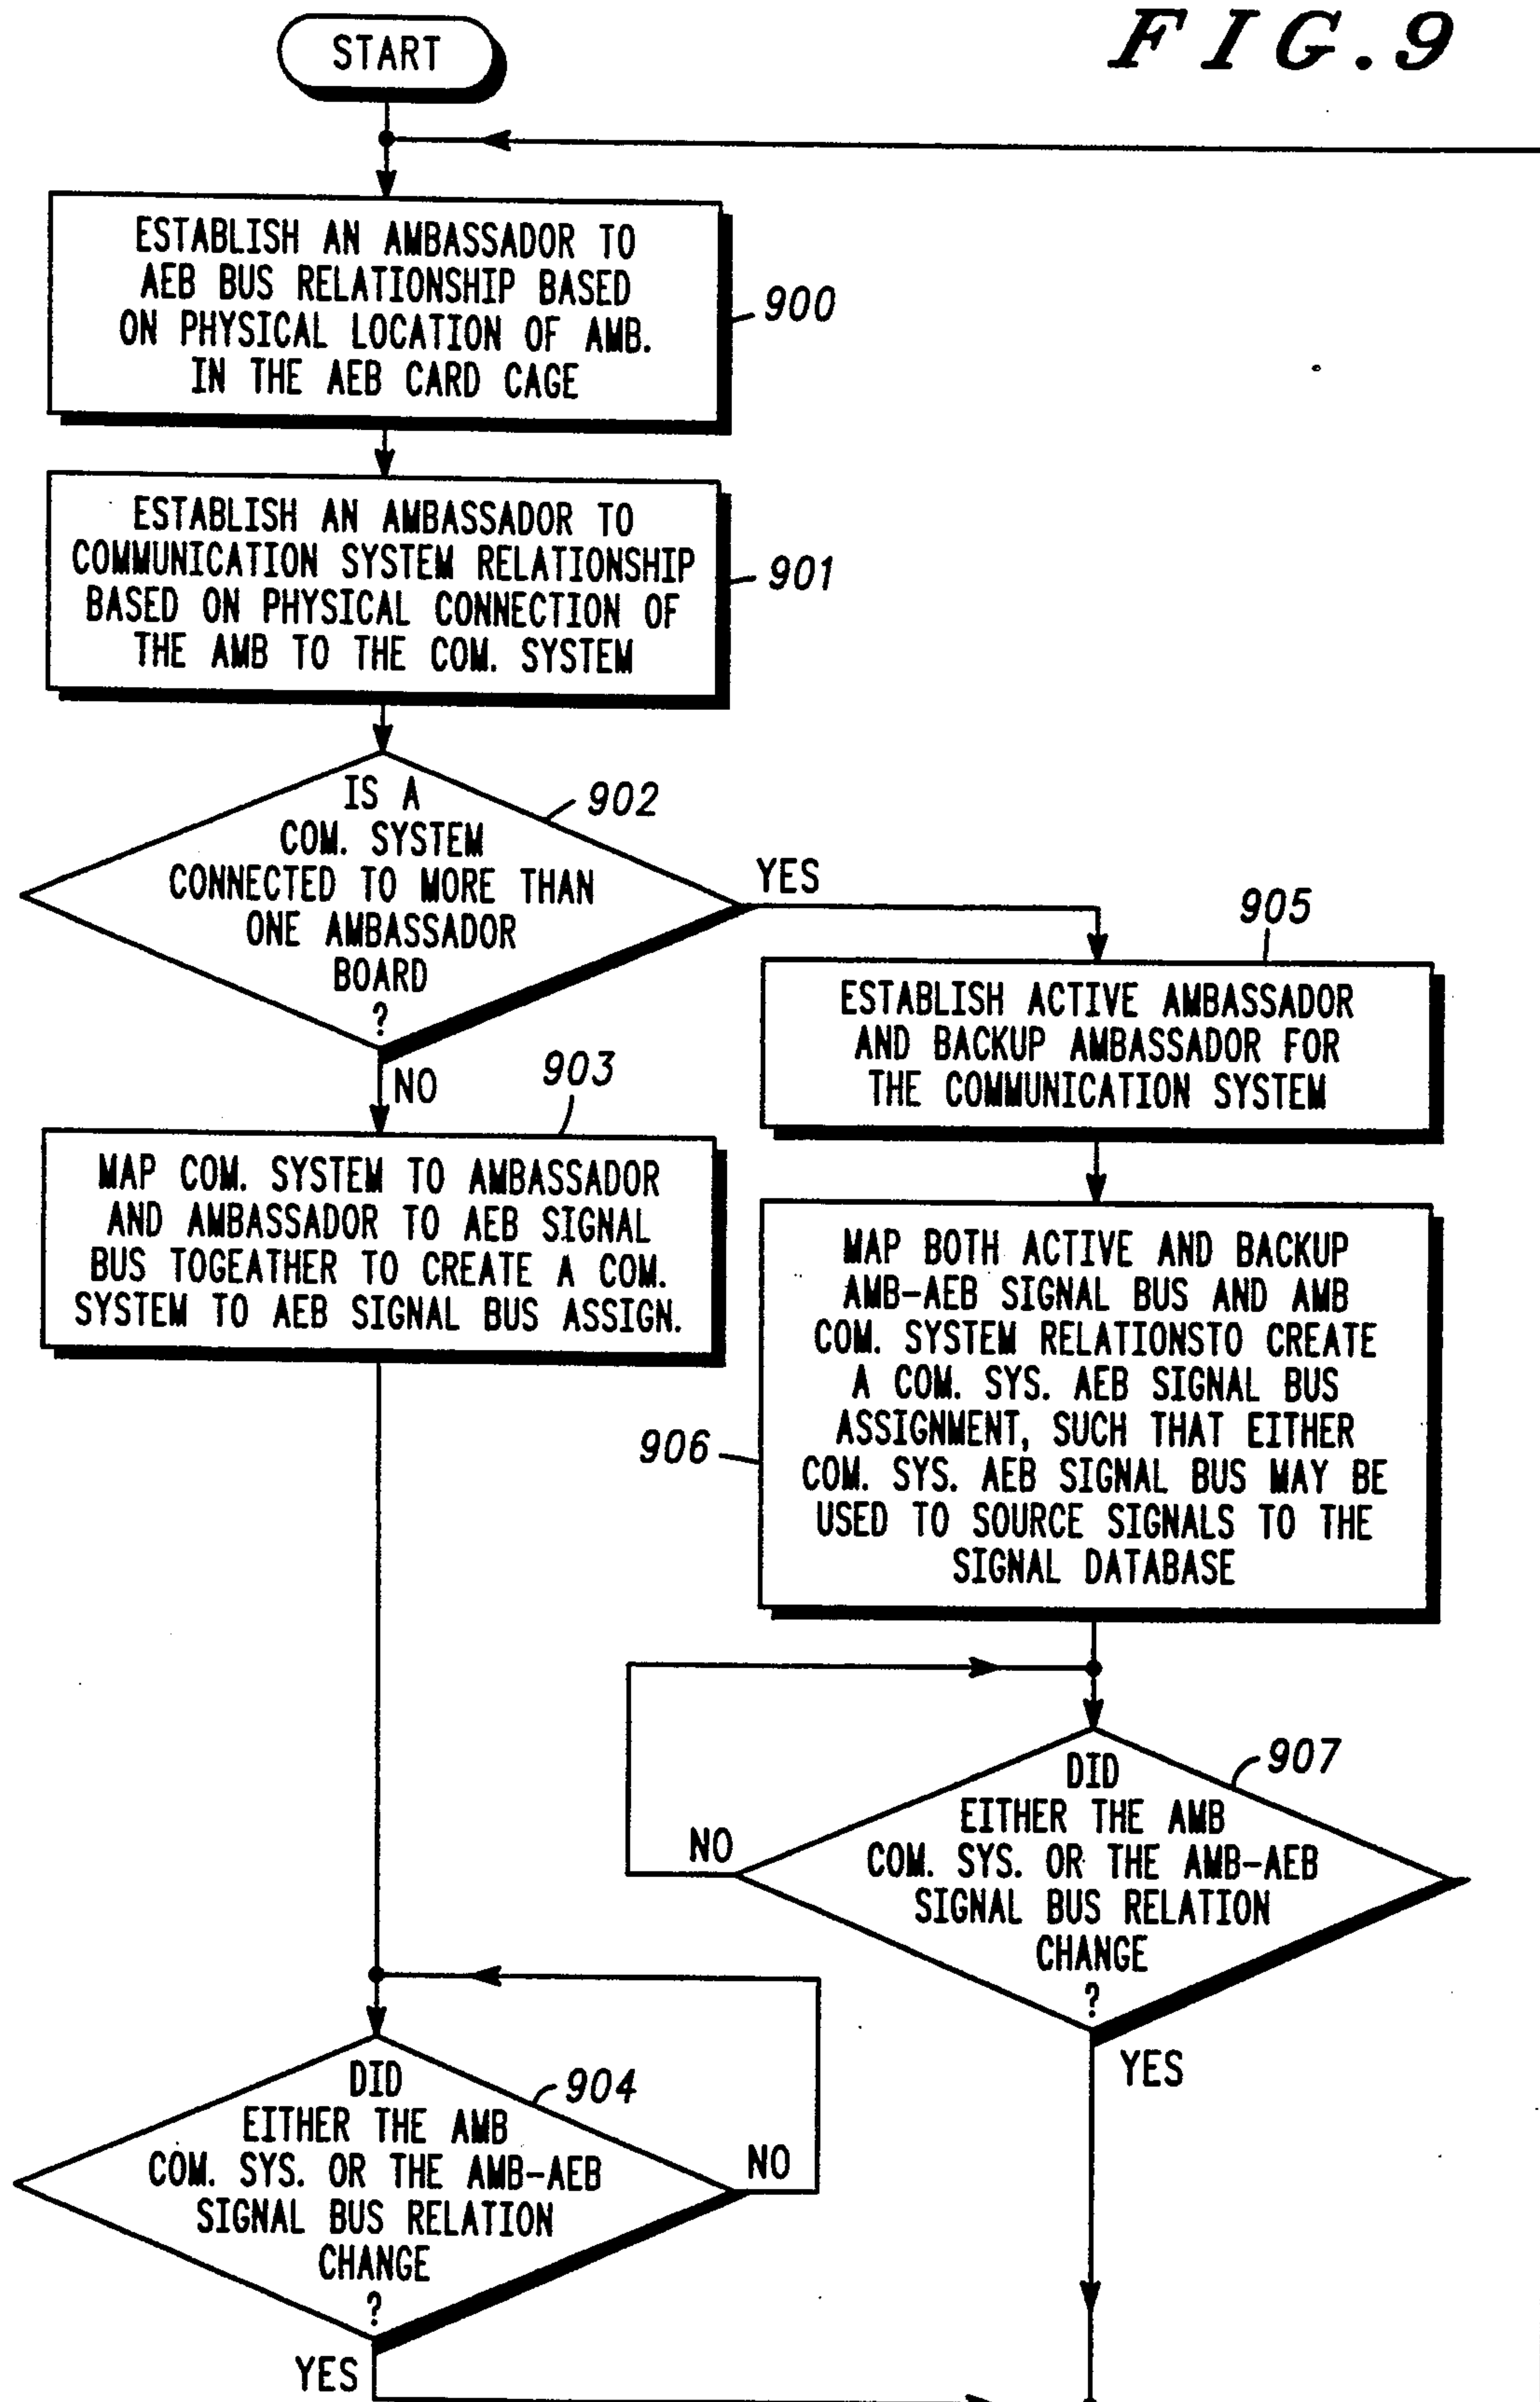 FIG.9
START
ESTABLISH AN AMBASSADOR TO
AEB BUS RELATIONSHIP BASED
ON PHYSICAL LOCATION OF AMB.
IN THE AEB CARD CAGE
900
ESTABLISH AN AMBASSADOR TO
COMMUNICATION SYSTEM RELATIONSHIP
BASED ON PHYSICAL CONNECTION OF
THE AMB TO THE COM. SYSTEM
901
IS A
COM. SYSTEM
CONNECTED TO MORE THAN
ONE AMBASSADOR
BOARD
?
902
YES
NO
903
MAP COM. SYSTEM TO AMBASSADOR
AND AMBASSADOR TO AEB SIGNAL
BUS TOGEATHER TO CREATE A COM.
SYSTEM TO AEB SIGNAL BUS ASSIGN.
905
ESTABLISH ACTIVE AMBASSADOR
AND BACKUP AMBASSADOR FOR
THE COMMUNICATION SYSTEM
MAP BOTH ACTIVE AND BACKUP
AMB-AEB SIGNAL BUS AND AMB
COM. SYSTEM RELATIONSTO CREATE
A COM. SYS. AEB SIGNAL BUS
ASSIGNMENT, SUCH THAT EITHER
COM. SYS. AEB SIGNAL BUS MAY BE
USED TO SOURCE SIGNALS TO THE
SIGNAL DATABASE
906
DID
EITHER THE AMB
COM. SYS. OR THE AMB-AEB
SIGNAL BUS RELATION
CHANGE
?
907
NO
YES
DID
EITHER THE AMB
COM. SYS. OR THE AMB-AEB
SIGNAL BUS RELATION
CHANGE
?
904
NO
YES